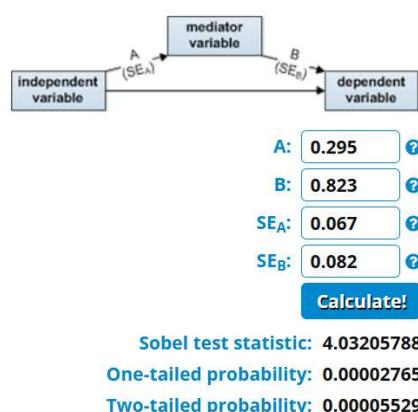 mediator
variable
A
(SEA)
B
(SEB)
independent
variable
dependent
variable
A: 0.295 ?
B: 0.823 ?
SEA: 0.067 ?
SEB: 0.082 ?
Calculate!
Sobel test statistic: 4.03205788
One-tailed probability: 0.00002765
Two-tailed probability: 0.00005529